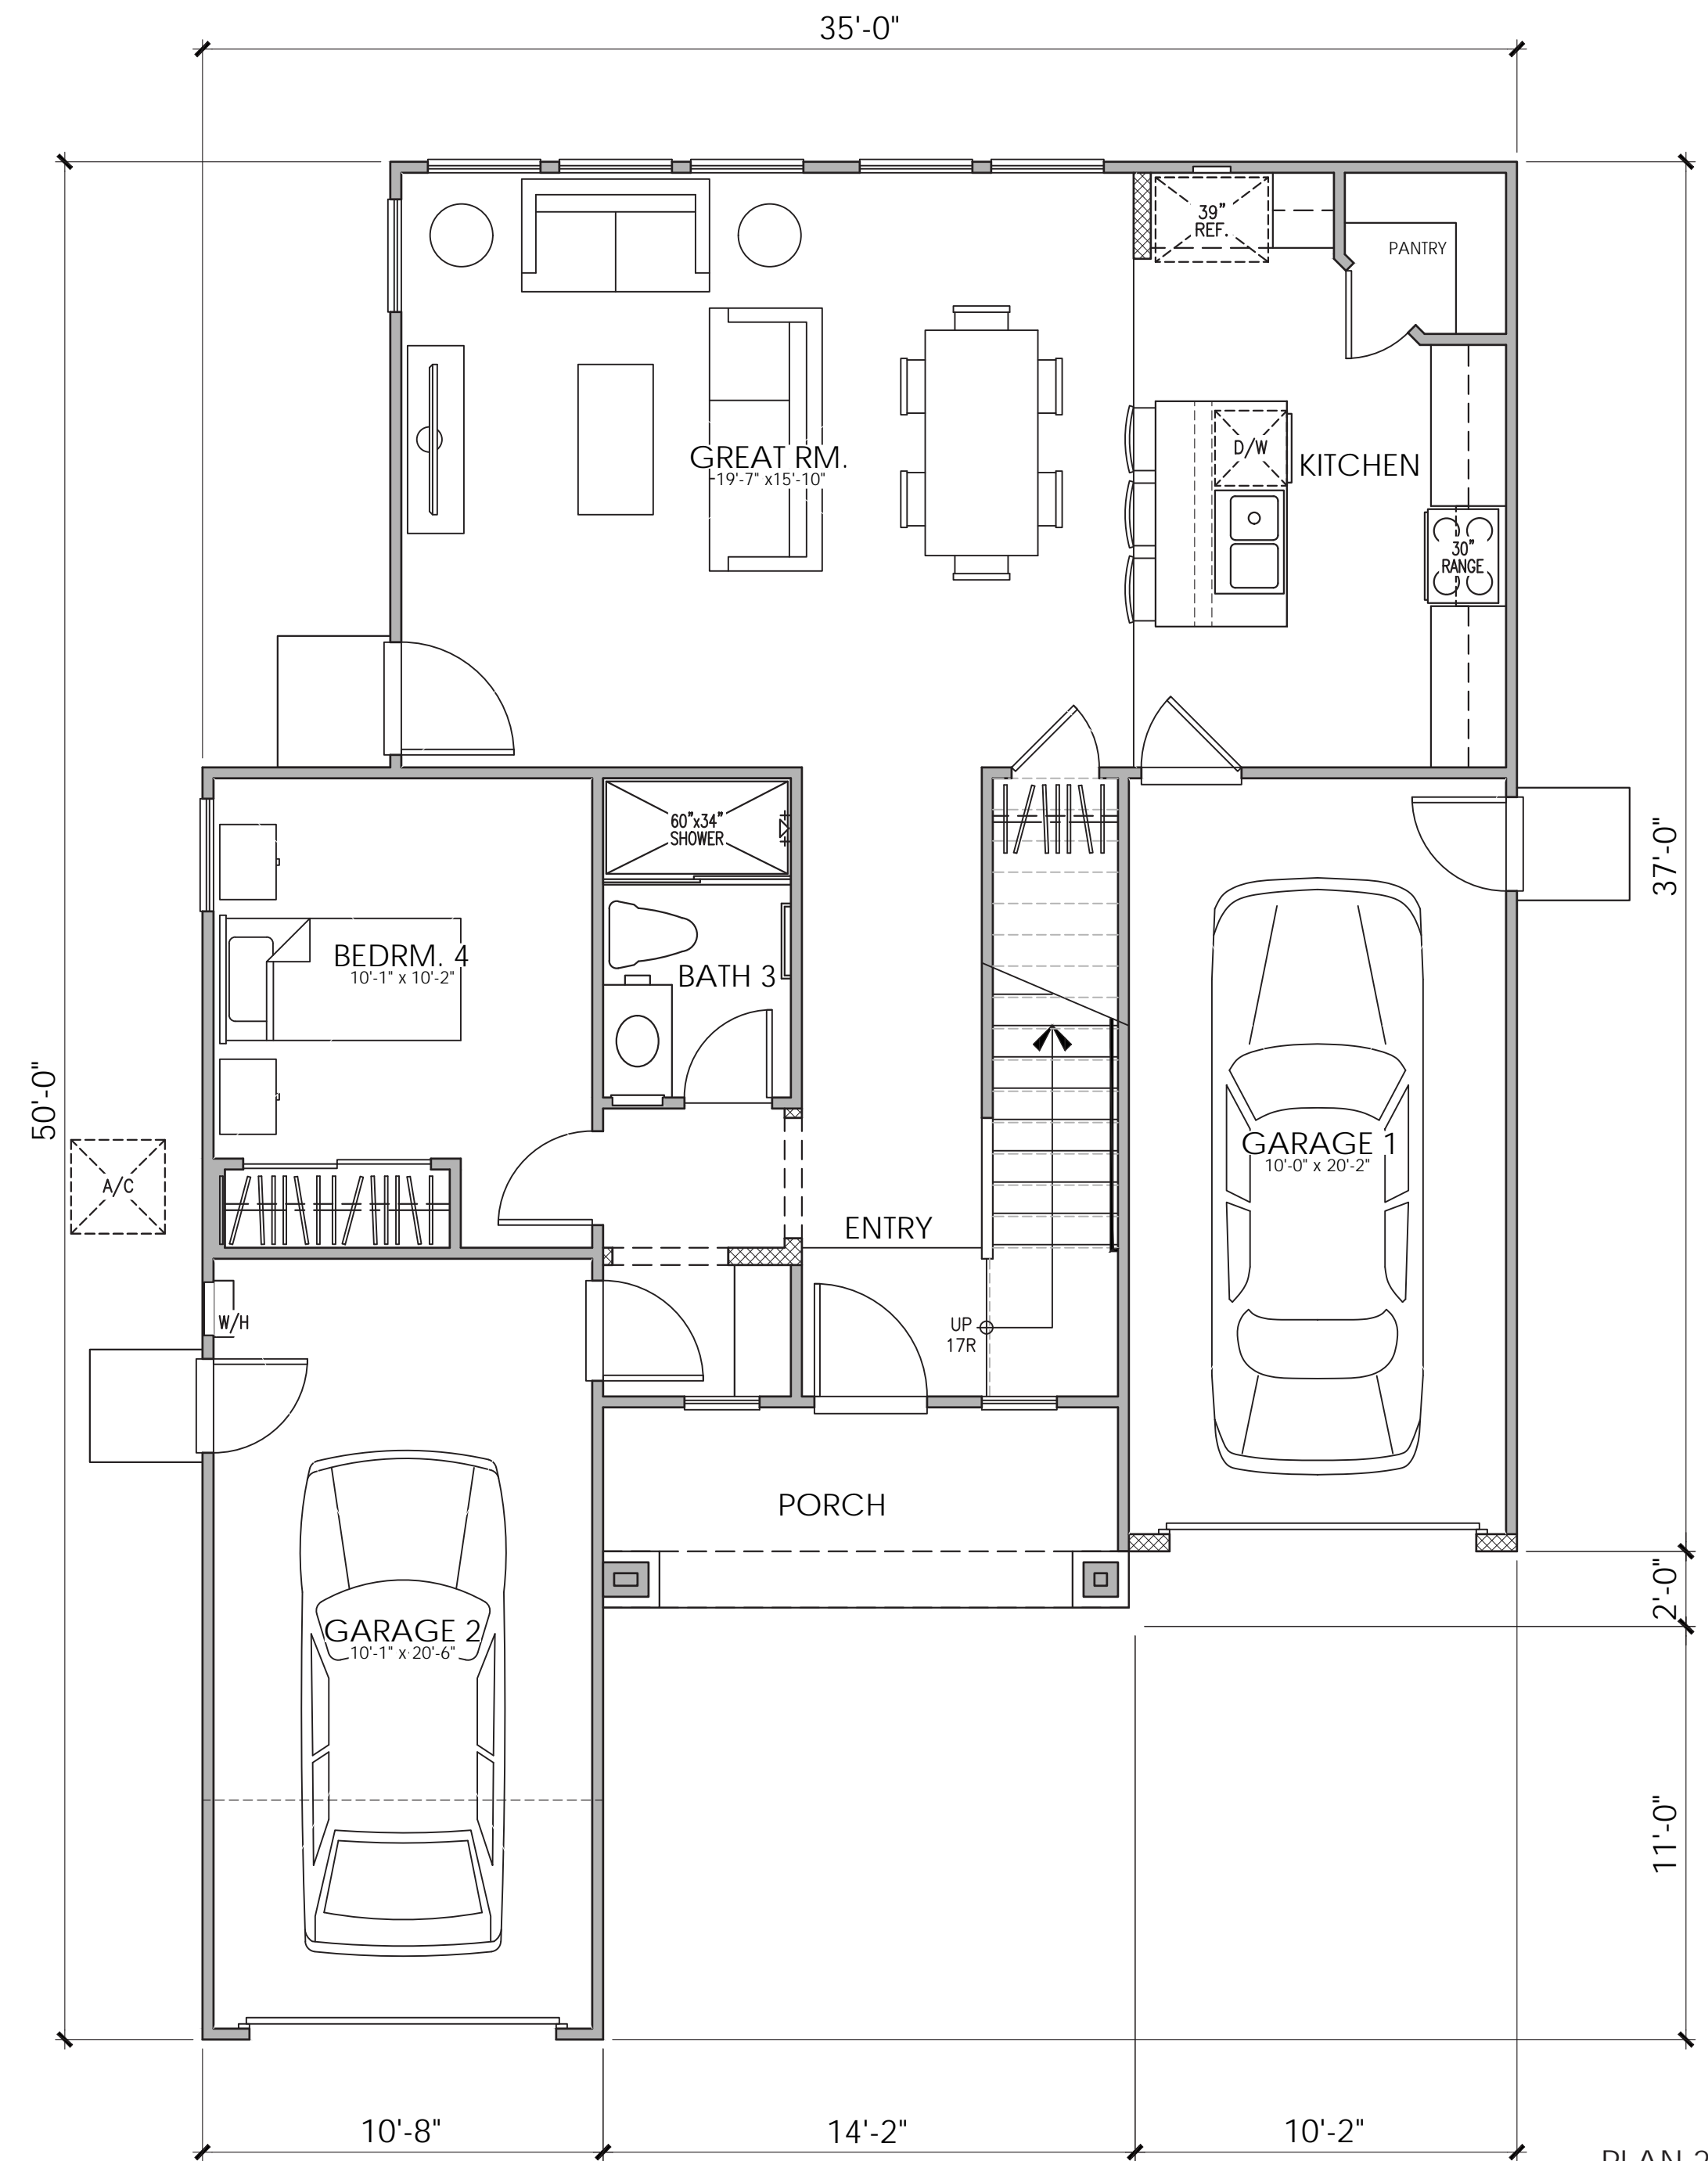 35'-0"
39”
REF.
PANTRY
D/W
GREAT RM.
19'-7" x15'-10"
KITCHEN
30”
RANGE
60”x34”
SHOWER
37'-0"
BEDRM. 4
10'-1" x 10'-2"
BATH 3
50'-0"
GARAGE 1
10'-0" x 20'-2"
A/C
ENTRY
W/H
UP
17R
PORCH
2'-0"
GARAGE 2
10'-1" x 20'-6"
11'-0"
10'-8"
14'-2"
10'-2"